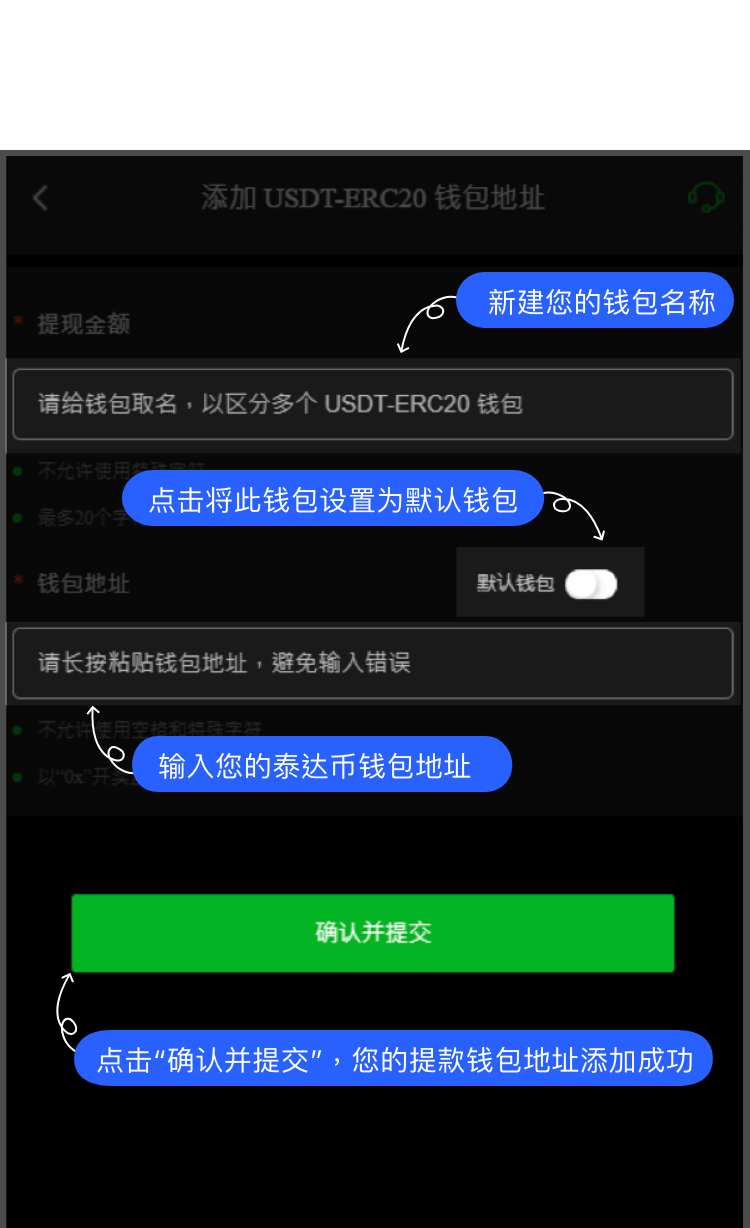 添加 USDT-ERC20 钱包地址
新建您的钱包名称
* 提现金额
请给钱包取名，以区分多个 USDT-ERC20 钱包
不允许使用特殊字符
点击将此钱包设置为默认钱包
最多20个字
* 钱包地址
默认钱包
请长按粘贴钱包地址，避免输入错误
不允许使用空格和特殊字符
输入您的泰达币钱包地址
以“0x”开头
确认并提交
点击“确认并提交”，您的提款钱包地址添加成功